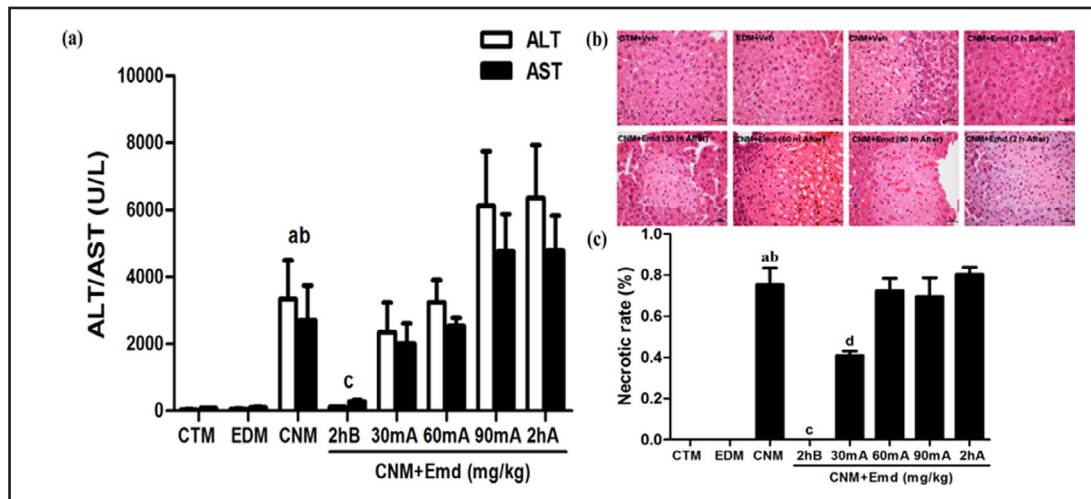 (a)
ALT
AST
ALT/AST (U/L)
10000
8000
6000
4000
2000
0
ab
c
CTM EDM CNM 2hB 30mA 60mA 90mA 2hA
CNM+Emd (mg/kg)
(b)
CTM+Veh EDM+Veh CNM+Veh CNM+Emd (2 h Before)
CNM+Emd (30 m After) CNM+Emd (60 m After) CNM+Emd (90 m After) CNM+Emd (2 h After)
(c)
Necrotic rate (%)
1.0
0.8
0.6
0.4
0.2
0.0
ab
c
d
CTM EDM CNM 2hB 30mA 60mA 90mA 2hA
CNM+Emd (mg/kg)